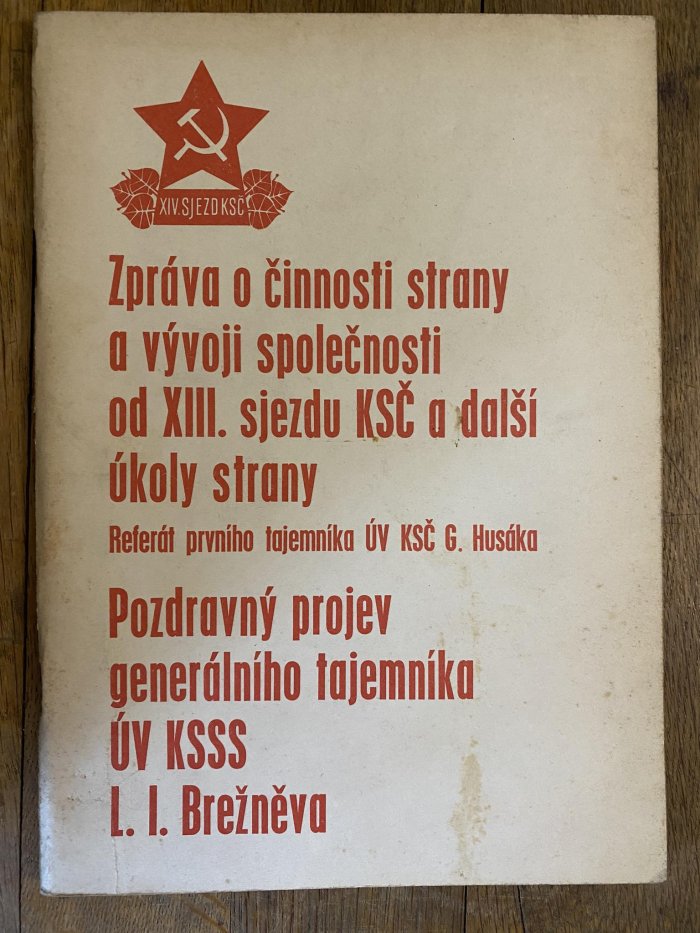 XIV. SJEZD KSČ
Zpráva o činnosti strany
a vývoji společnosti
od XIII. sjezdu KSČ a další
úkoly strany
Referát prvního tajemníka ÚV KSČ G. Husáka
Pozdravný projev
generálního tajemníka
ÚV KSSS
L. I. Brežněva